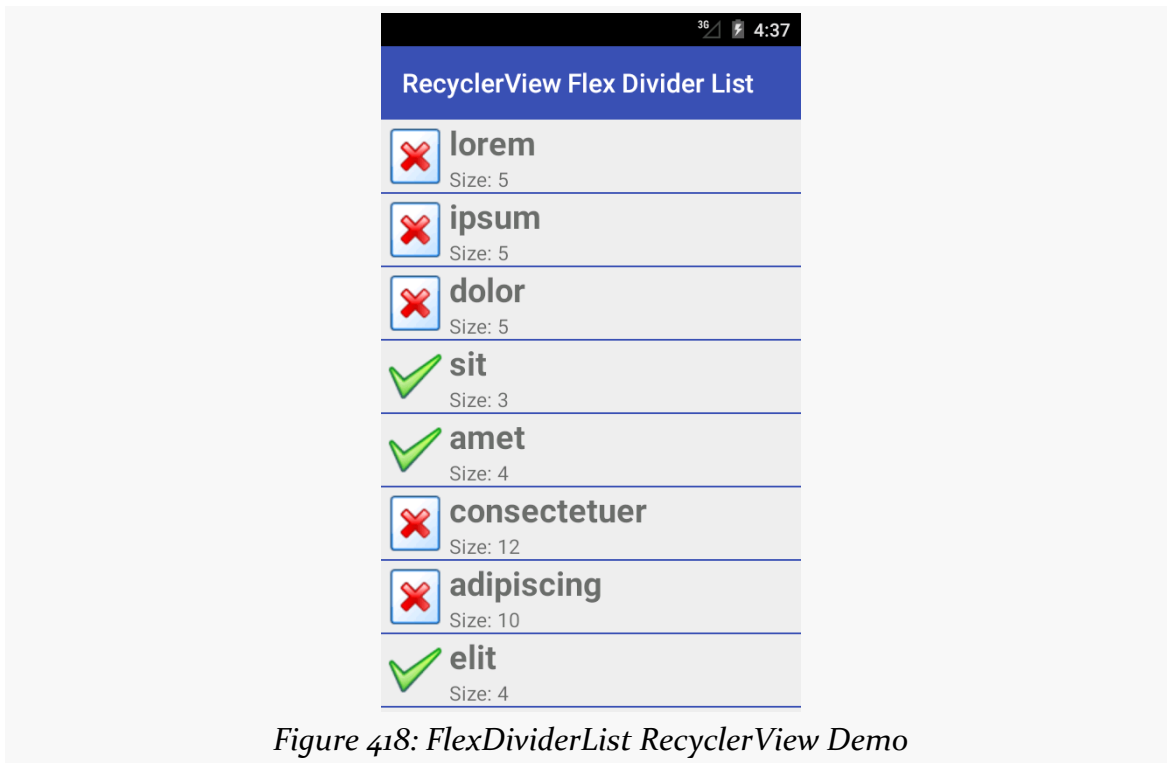 3G 4:37
RecyclerView Flex Divider List
lorem
Size: 5
ipsum
Size: 5
dolor
Size: 5
sit
Size: 3
amet
Size: 4
consectetuer
Size: 12
adipiscing
Size: 10
elit
Size: 4
Figure 418: FlexDividerList RecyclerView Demo